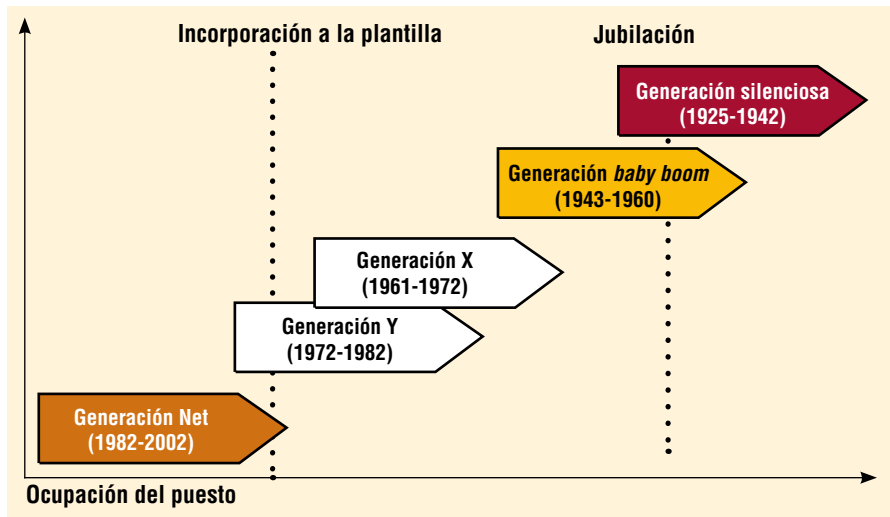 Incorporación a la plantilla
Jubilación
Generación silenciosa
(1925-1942)
Generación baby boom
(1943-1960)
Generación X
(1961-1972)
Generación Y
(1972-1982)
Generación Net
(1982-2002)
Ocupación del puesto